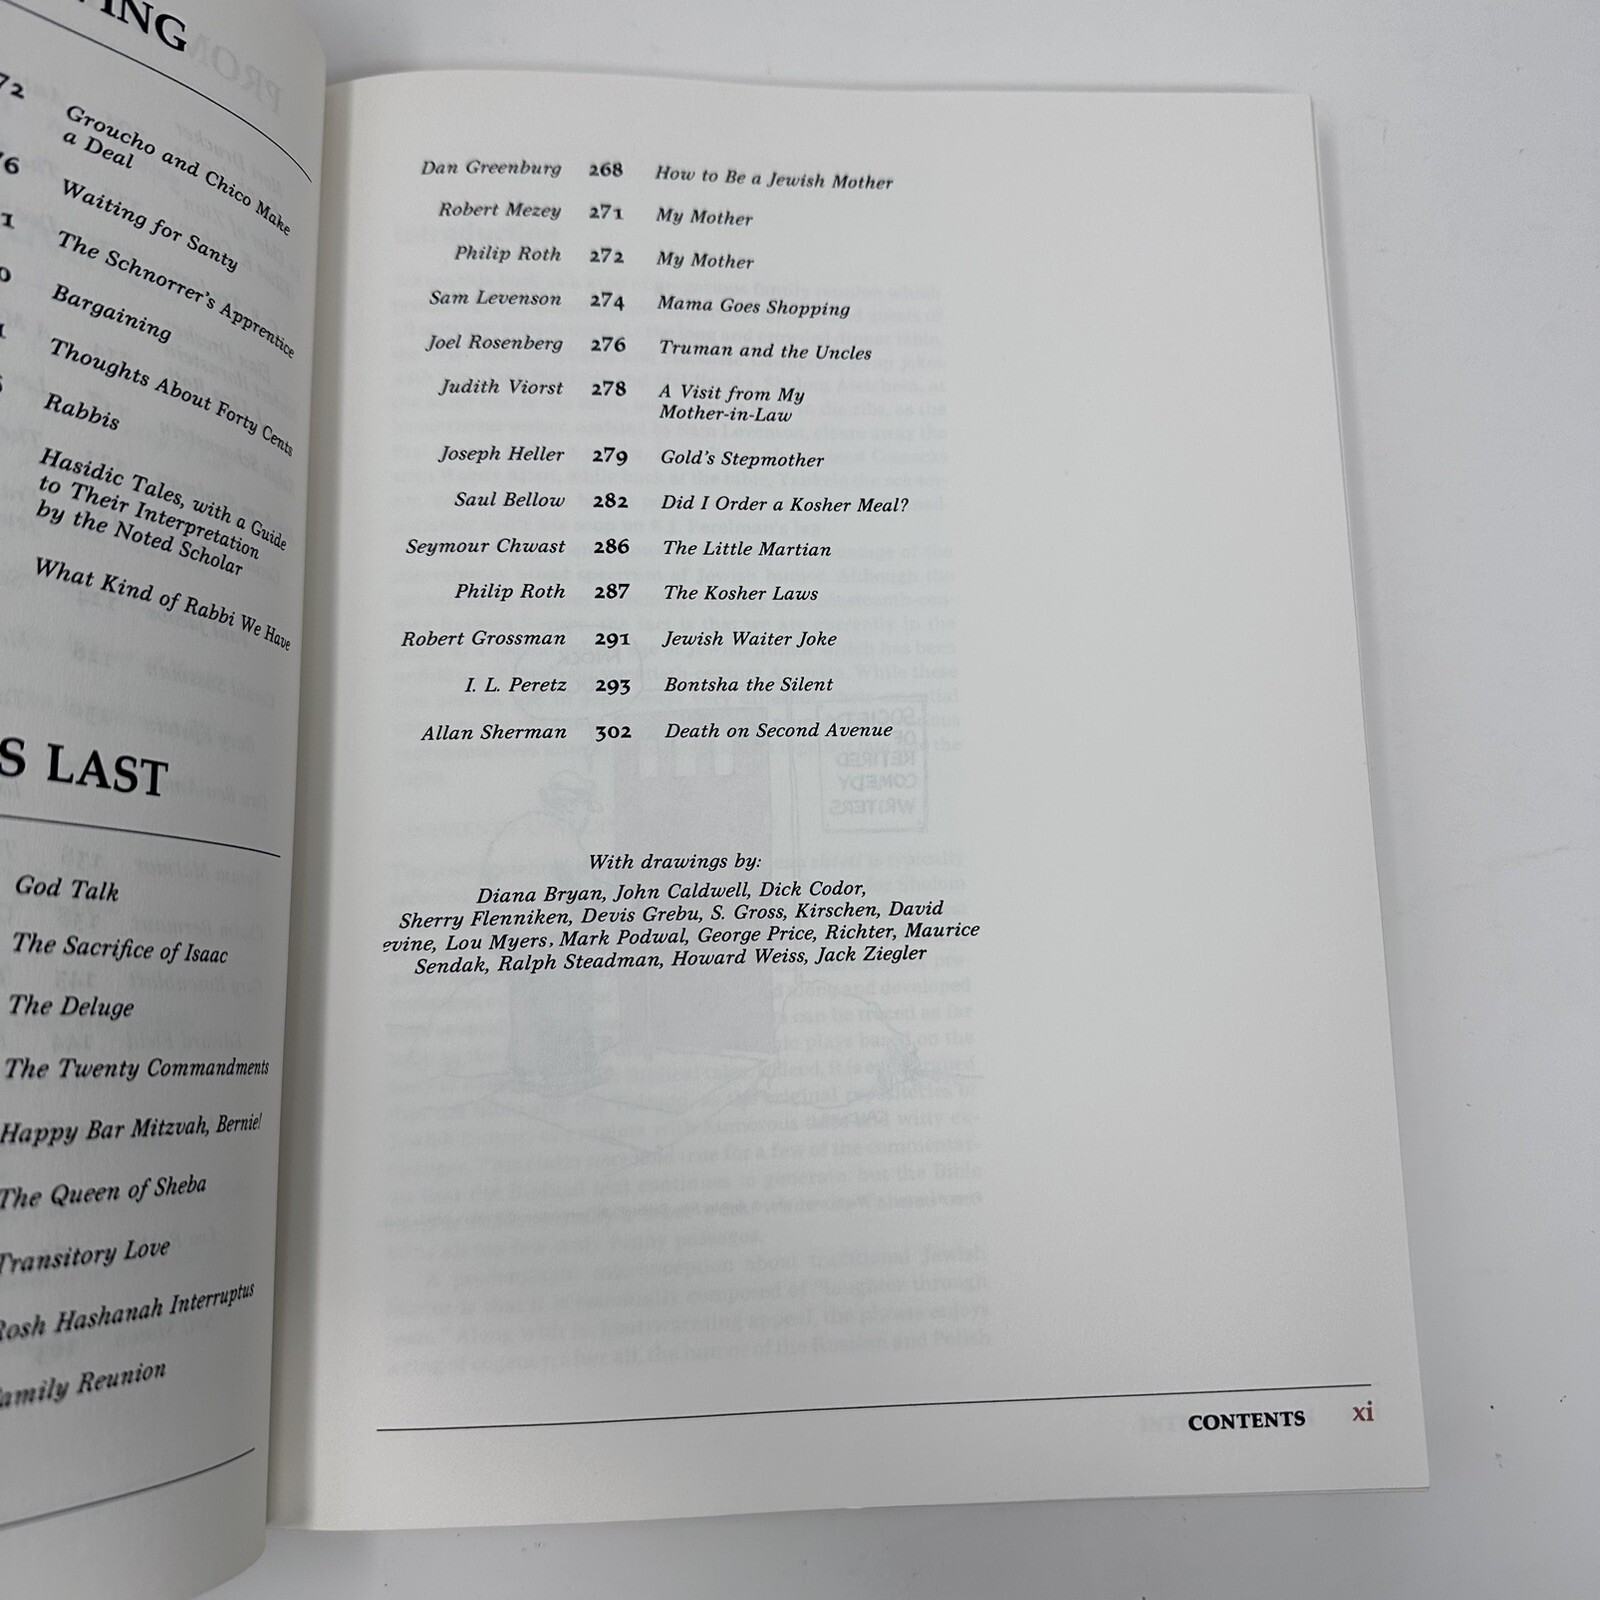 72 Groucho and Chico Make
a Deal
Waiting for Santy
The Schnorrer's Apprentice
Bargaining
Thoughts About Forty Cents
Rabbis
Hasidic Tales, with a Guide
to Their Interpretation
by the Noted Scholar
What Kind of Rabbi We Have
LAST
God Talk
The Sacrifice of Isaac
The Deluge
The Twenty Commandments
Happy Bar Mitzvah, Bernie!
The Queen of Sheba
Transitory Love
Rosh Hashanah Interruptus
Family Reunion
Dan Greenburg 268 How to Be a Jewish Mother
Robert Mezey 271 My Mother
Philip Roth 272 My Mother
Sam Levenson 274 Mama Goes Shopping
Joel Rosenberg 276 Truman and the Uncles
Judith Viorst 278 A Visit from My
Mother-in-Law
Joseph Heller 279 Gold's Stepmother
Saul Bellow 282 Did I Order a Kosher Meal?
Seymour Chwast 286 The Little Martian
Philip Roth 287 The Kosher Laws
Robert Grossman 291 Jewish Waiter Joke
I. L. Peretz 293 Bontsha the Silent
Allan Sherman 302 Death on Second Avenue
With drawings by:
Diana Bryan, John Caldwell, Dick Codor,
Sherry Flenniken, Devis Grebu, S. Gross, Kirschen, David
evine, Lou Myers, Mark Podwal, George Price, Richter, Maurice
Sendak, Ralph Steadman, Howard Weiss, Jack Ziegler
CONTENTS xi